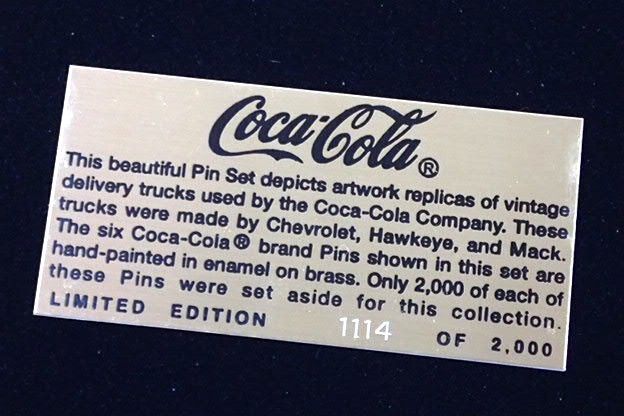 Coca-Cola®
This beautiful Pin Set depicts artwork replicas of vintage
delivery trucks used by the Coca-Cola Company. These
trucks were made by Chevrolet, Hawkeye, and Mack.
The six Coca-Cola® brand Pins shown in this set are
hand-painted in enamel on brass. Only 2,000 of each of
these Pins were set aside for this collection.
LIMITED EDITION 1114 OF 2,000